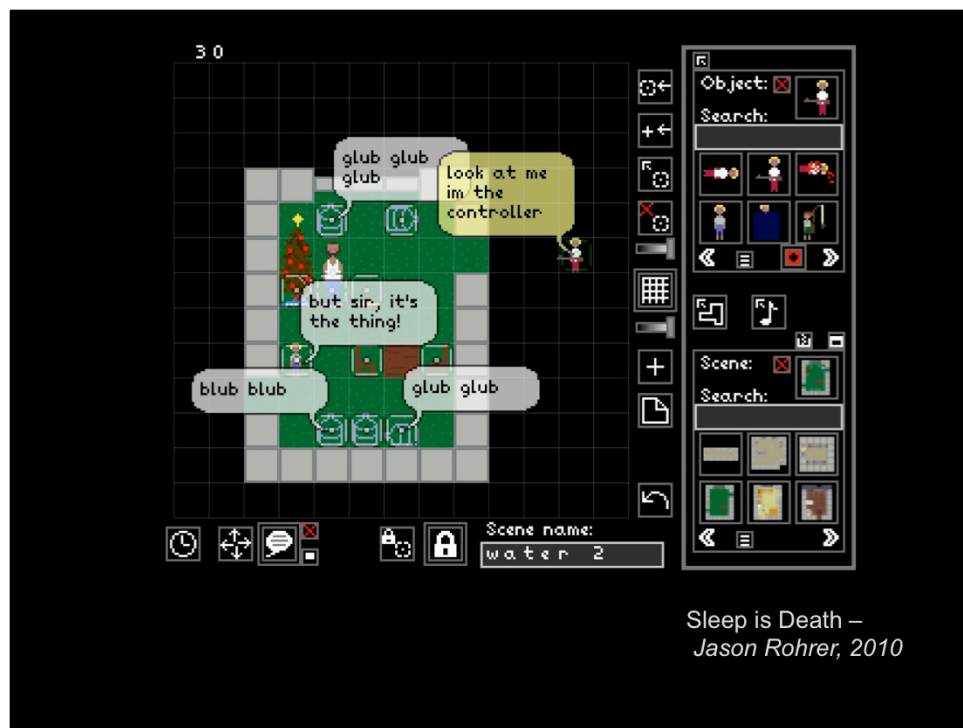 30
Object:
Search:
glub glub
glub
look at me
im the
controller
but sir, it's
the thing!
blub blub
glub glub
Scene:
Search:
Scene name:
water 2
Sleep is Death –
Jason Rohrer, 2010